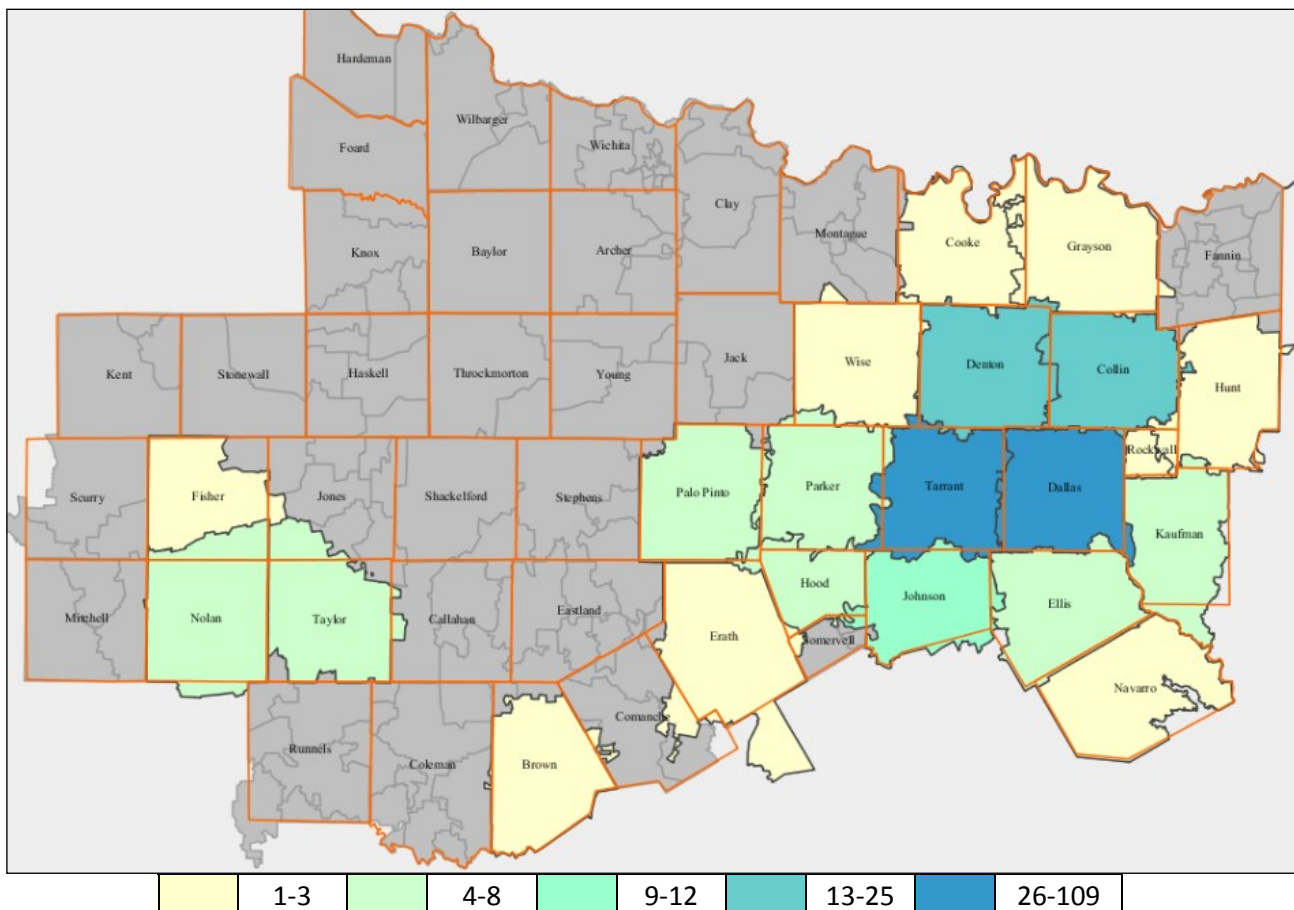 Hardeman
Wilbarger
Foard
Wichita
Clay
Montague
Cooke
Grayson
Fannin
Knox
Baylor
Archer
Kent
Stonewall
Haskell
Throckmorton
Young
Jack
Wise
Denton
Collin
Hunt
Rockwall
Scurry
Fisher
Jones
Shackelford
Stephens
Palo Pinto
Parker
Tarrant
Dallas
Kaufman
Mitchell
Nolan
Taylor
Callahan
Eastland
Erath
Hood
Somervell
Johnson
Ellis
Navarro
Runnels
Coleman
Brown
Comanche
1-3 4-8 9-12 13-25 26-109